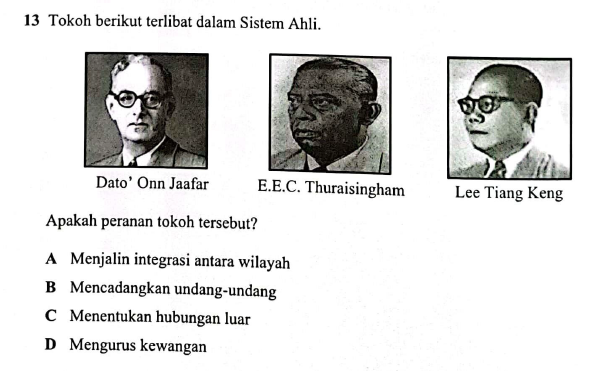 13 Tokoh berikut terlibat dalam Sistem Ahli.
Dato' Onn Jaafar
E.E.C. Thuraisingham
Lee Tiang Keng
Apakah peranan tokoh tersebut?
A Menjalin integrasi antara wilayah
B Mencadangkan undang-undang
C Menentukan hubungan luar
D Mengurus kewangan